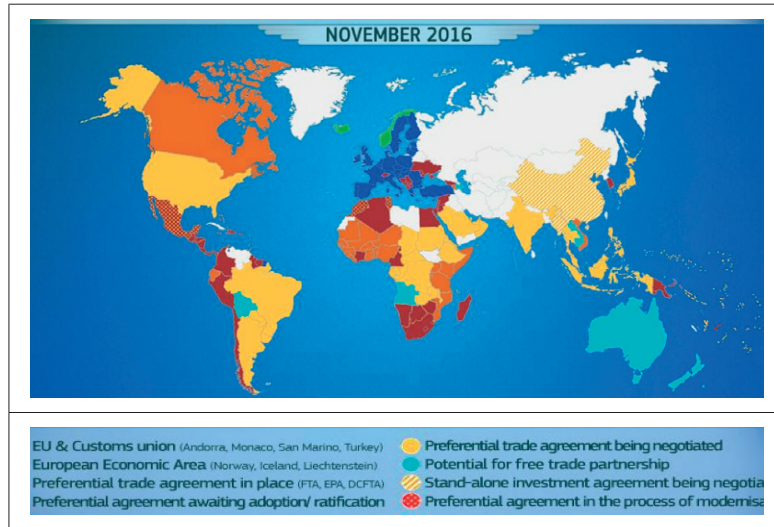 NOVEMBER 2016
EU & Customs union (Andorra, Monaco, San Marino, Turkey)
European Economic Area (Norway, Iceland, Liechtenstein)
Preferential trade agreement in place (FTA, EPA, DCFTA)
Preferential agreement awaiting adoption/ ratification
Preferential trade agreement being negotiated
Potential for free trade partnership
Stand-alone investment agreement being negotia
Preferential agreement in the process of modernisa